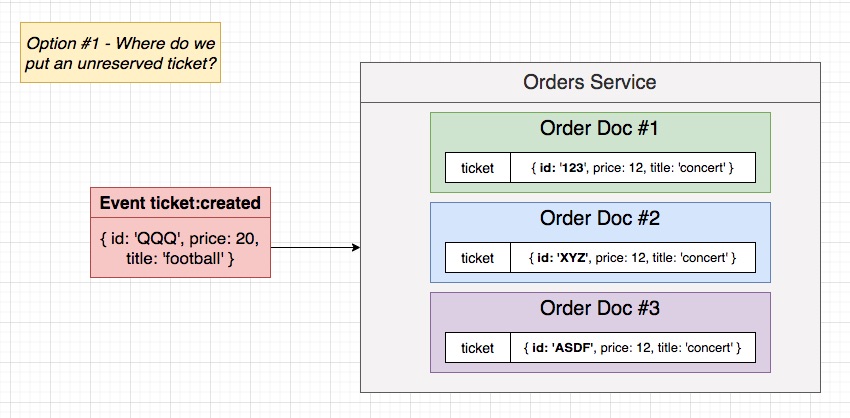 Option #1 - Where do we
put an unreserved ticket?
Orders Service
Order Doc #1
ticket { id: '123', price: 12, title: 'concert' }
Event ticket:created
{ id: 'QQQ', price: 20,
title: 'football' }
Order Doc #2
ticket { id: 'XYZ', price: 12, title: 'concert' }
Order Doc #3
ticket { id: 'ASDF', price: 12, title: 'concert' }